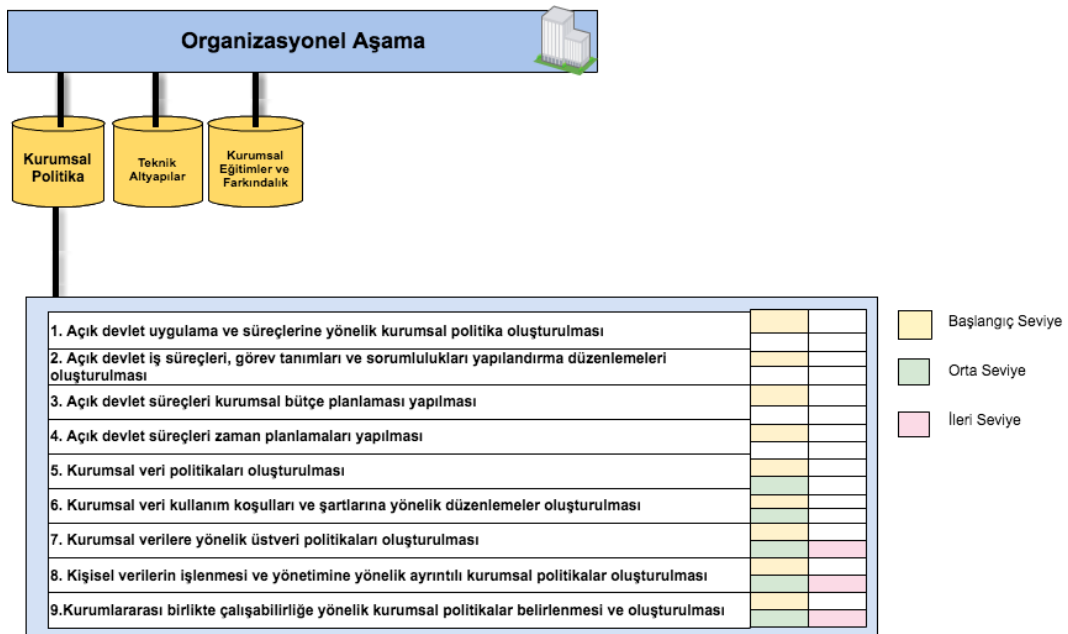 Organizasyonel Aşama
Kurumsal
Politika
Teknik
Altyapılar
Kurumsal
Eğitimler ve
Farkındalık
1. Açık devlet uygulama ve süreçlerine yönelik kurumsal politika oluşturulması
2. Açık devlet iş süreçleri, görev tanımları ve sorumlulukları yapılandırma düzenlemeleri
oluşturulması
3. Açık devlet süreçleri kurumsal bütçe planlaması yapılması
4. Açık devlet süreçleri zaman planlamaları yapılması
5. Kurumsal veri politikaları oluşturulması
6. Kurumsal veri kullanım koşulları ve şartlarına yönelik düzenlemeler oluşturulması
7. Kurumsal verilere yönelik üstveri politikaları oluşturulması
8. Kişisel verilerin işlenmesi ve yönetimine yönelik ayrıntılı kurumsal politikalar oluşturulması
9.Kurumlararası birlikte çalışabilirliğe yönelik kurumsal politikalar belirlenmesi ve oluşturulması
Başlangıç Seviye
Orta Seviye
İleri Seviye